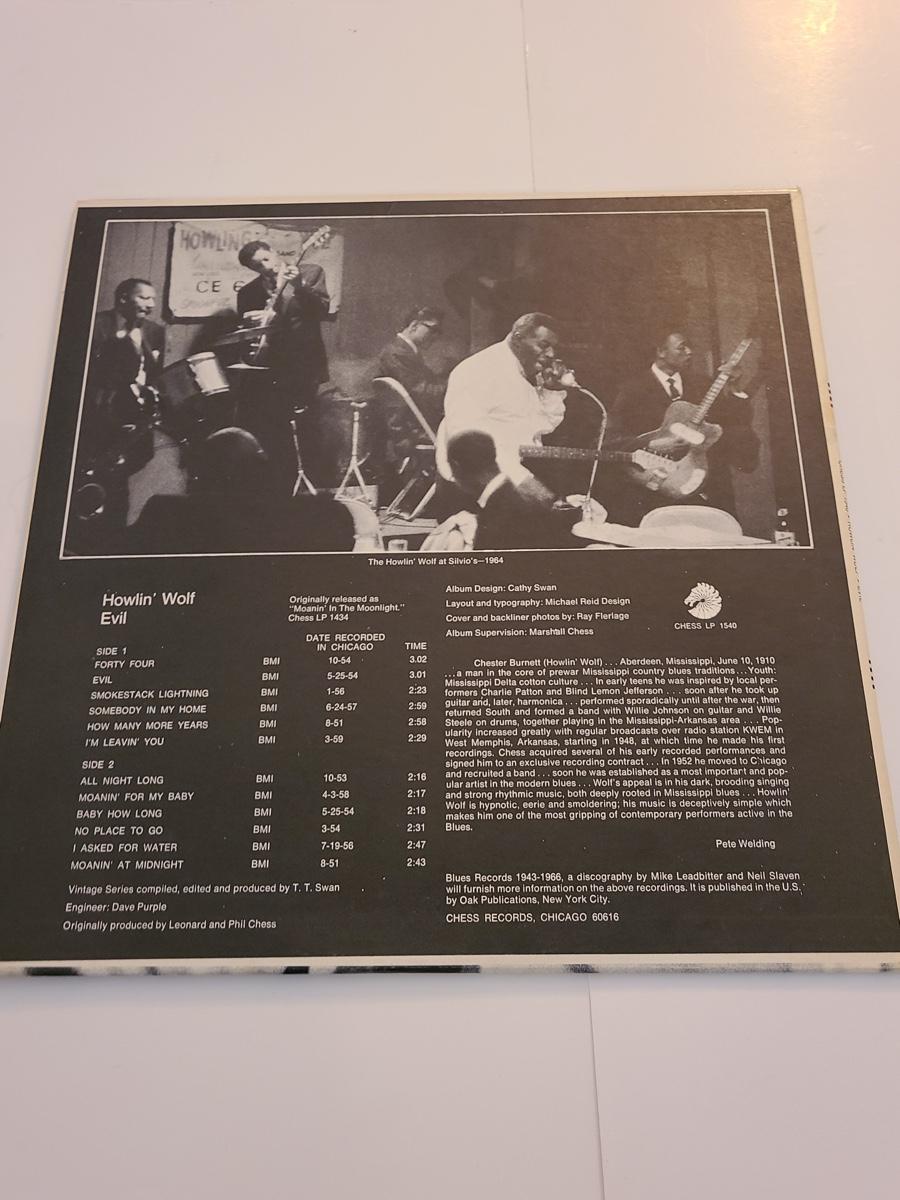 HOWLING
CE 6
The Howlin' Wolf at Silvio's—1964
Howlin' Wolf
Evil
Originally released as
"Moanin' In The Moonlight."
Chess LP 1434
DATE RECORDED
IN CHICAGO
TIME
SIDE 1
FORTY FOUR BMI 10-54 3.02
EVIL BMI 5-25-54 3.01
SMOKESTACK LIGHTNING BMI 1-56 2:23
SOMEBODY IN MY HOME BMI 6-24-57 2:59
HOW MANY MORE YEARS BMI 8-51 2:58
I'M LEAVIN' YOU BMI 3-59 2:29
SIDE 2
ALL NIGHT LONG BMI 10-53 2:16
MOANIN' FOR MY BABY BMI 4-3-58 2:17
BABY HOW LONG BMI 5-25-54 2:18
NO PLACE TO GO BMI 3-54 2:31
I ASKED FOR WATER BMI 7-19-56 2:47
MOANIN' AT MIDNIGHT BMI 8-51 2:43
Vintage Series compiled, edited and produced by T. T. Swan
Engineer: Dave Purple
Originally produced by Leonard and Phil Chess
Album Design: Cathy Swan
Layout and typography: Michael Reid Design
Cover and backliner photos by: Ray Flerlage
Album Supervision: Marshall Chess
CHESS LP 1540
Chester Burnett (Howlin' Wolf) . . . Aberdeen, Mississippi, June 10, 1910
. . . a man in the core of prewar Mississippi country blues traditions . . . Youth:
Mississippi Delta cotton culture . . . In early teens he was inspired by local per-
formers Charlie Patton and Blind Lemon Jefferson . . . soon after he took up
guitar and, later, harmonica . . . performed sporadically until after the war, then
returned South and formed a band with Willie Johnson on guitar and Willie
Steele on drums, together playing in the Mississippi-Arkansas area . . . Pop-
ularity increased greatly with regular broadcasts over radio station KWEM in
West Memphis, Arkansas, starting in 1948, at which time he made his first
recordings. Chess acquired several of his early recorded performances and
signed him to an exclusive recording contract . . . In 1952 he moved to Chicago
and recruited a band . . . soon he was established as a most important and pop-
ular artist in the modern blues . . . Wolf's appeal is in his dark, brooding singing
and strong rhythmic music, both deeply rooted in Mississippi blues . . . Howlin'
Wolf is hypnotic, eerie and smoldering; his music is deceptively simple which
makes him one of the most gripping of contemporary performers active in the
Blues.
Pete Welding
Blues Records 1943-1966, a discography by Mike Leadbitter and Neil Slaven
will furnish more information on the above recordings. It is published in the U.S.
by Oak Publications, New York City.
CHESS RECORDS, CHICAGO 60616